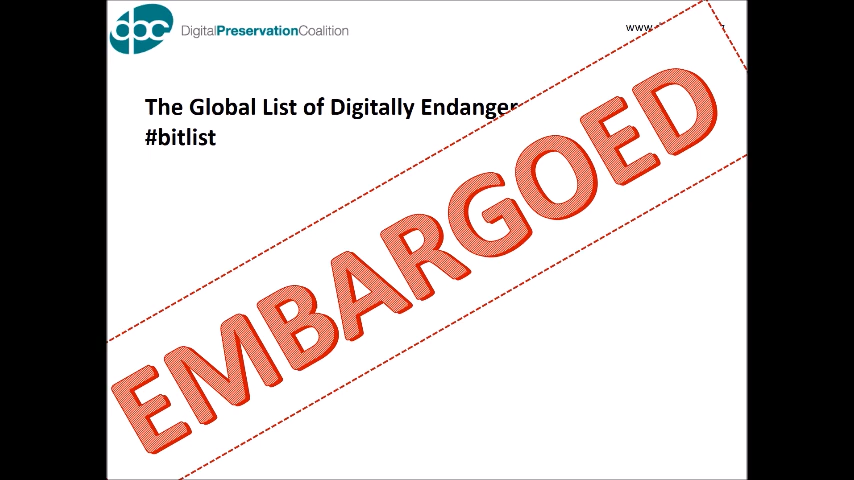 dpc DigitalPreservationCoalition
www
The Global List of Digitally Endanger
#bitlist
EMBARGOED